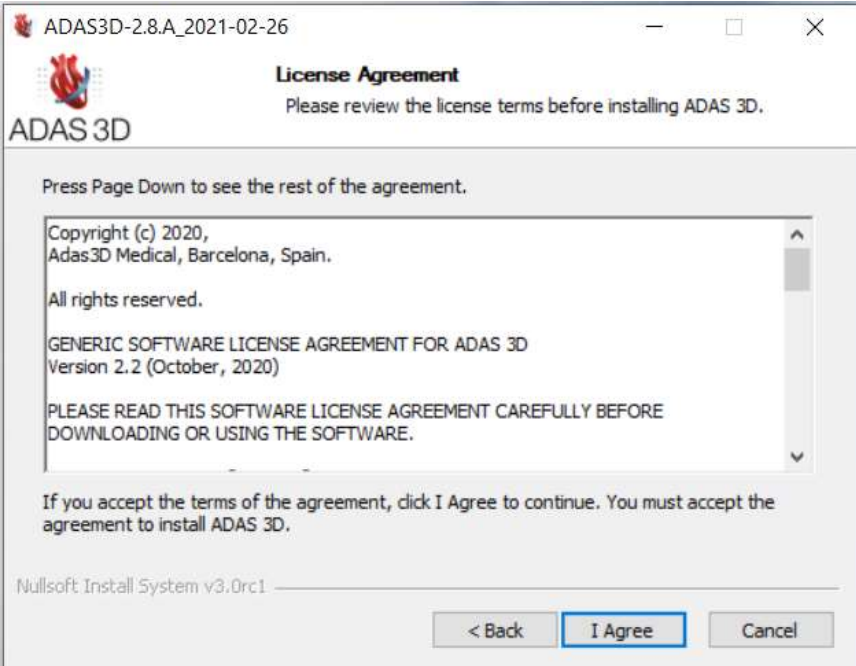 ADAS3D-2.8.A_2021-02-26
ADAS 3D
License Agreement
Please review the license terms before installing ADAS 3D.
Press Page Down to see the rest of the agreement.
Copyright (c) 2020,
Adas3D Medical, Barcelona, Spain.
All rights reserved.
GENERIC SOFTWARE LICENSE AGREEMENT FOR ADAS 3D
Version 2.2 (October, 2020)
PLEASE READ THIS SOFTWARE LICENSE AGREEMENT CAREFULLY BEFORE
DOWNLOADING OR USING THE SOFTWARE.
If you accept the terms of the agreement, click I Agree to continue. You must accept the
agreement to install ADAS 3D.
Nullsoft Install System v3.0rc1
< Back
I Agree
Cancel